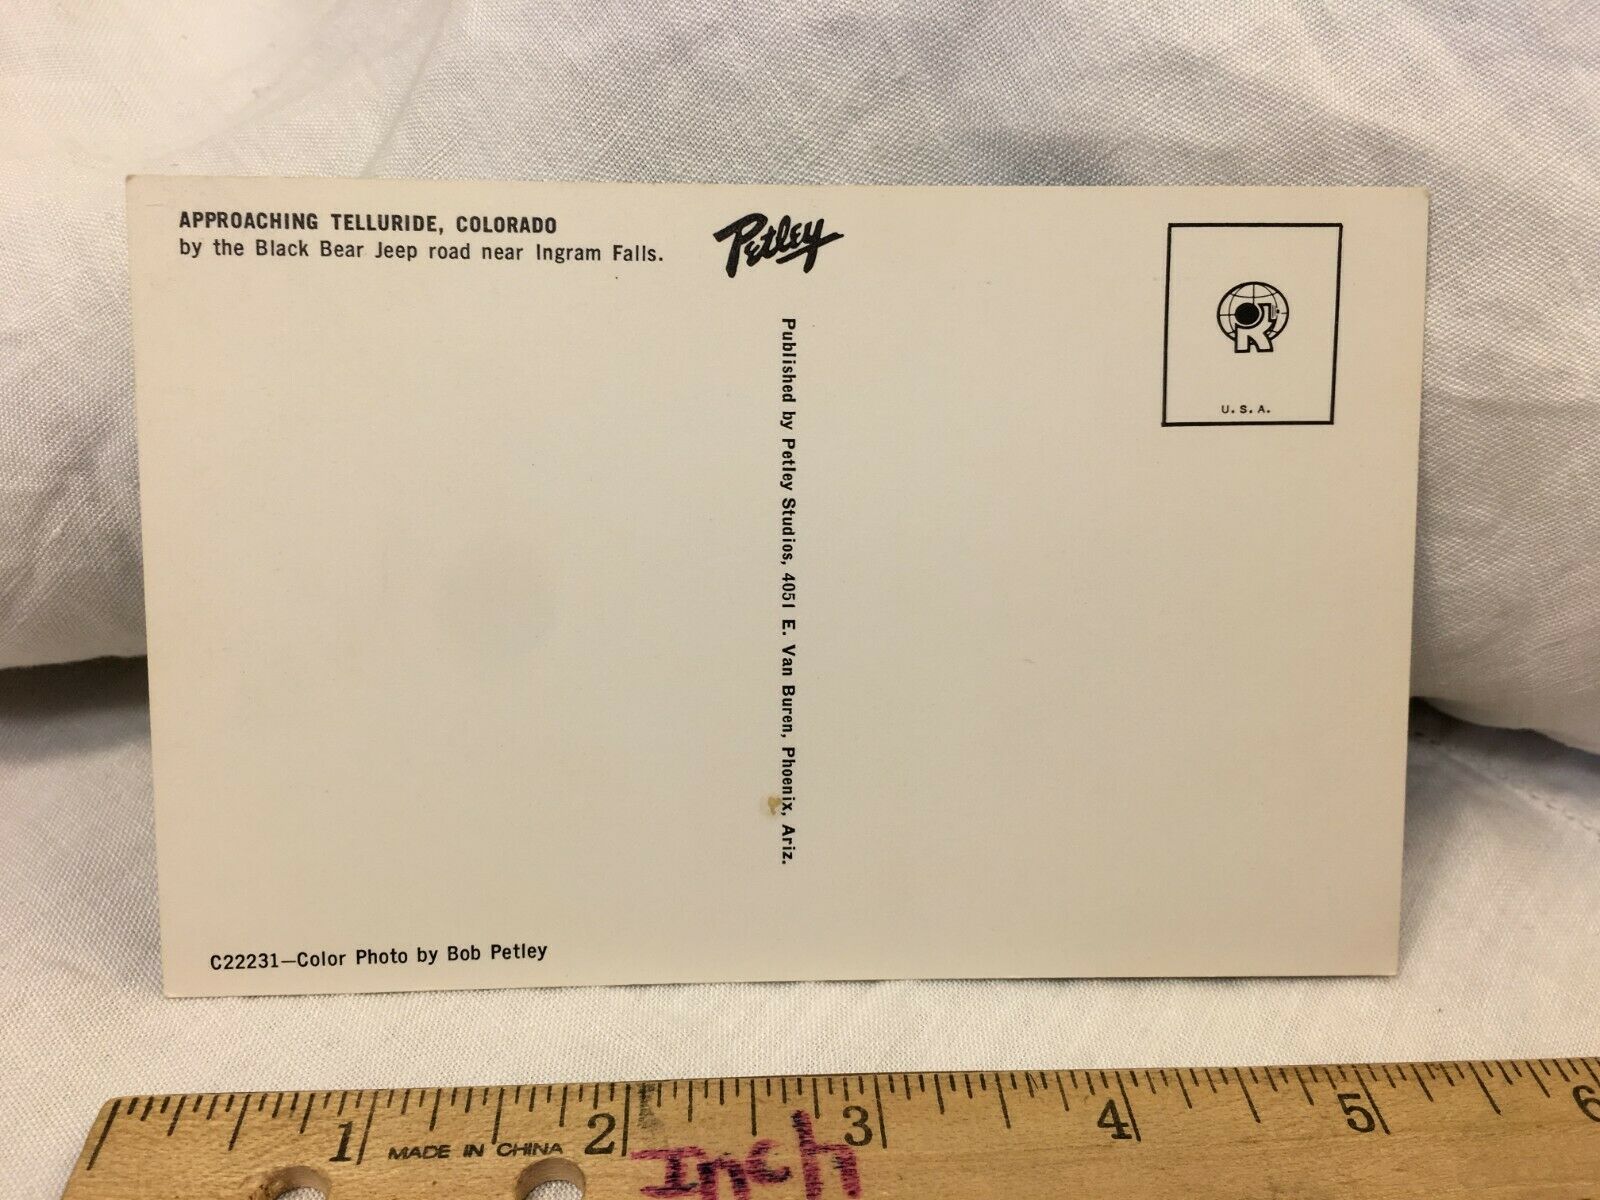 APPROACHING TELLURIDE, COLORADO
by the Black Bear Jeep road near Ingram Falls.
Petley
Published by Petley Studios, 4051 E. Van Buren, Phoenix, Ariz.
R
U. S. A.
C22231—Color Photo by Bob Petley
1 2 3 4 5 6
MADE IN CHINA
Inch